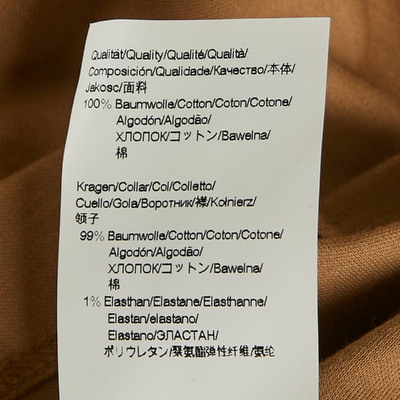 Qualität/Quality/Qualité/Qualità/
Composición/Qualidade/Качество/本体/
Jakosc/面料
100% Baumwolle/Cotton/Coton/Cotone/
Algodón/Algodão/
ХЛОПОК/コットン/Bawełna/
棉
Kragen/Collar/Col/Colletto/
Cuello/Gola/Воротник/襟/Kołnierz/
领子
99% Baumwolle/Cotton/Coton/Cotone/
Algodón/Algodão/
ХЛОПОК/コットン/Bawełna/
棉
1% Elasthan/Elastane/Elasthanne/
Elastan/elastano/
Elastano/ЭЛАСТАН/
ポリウレタン/聚氨酯弹性纤维/氨纶